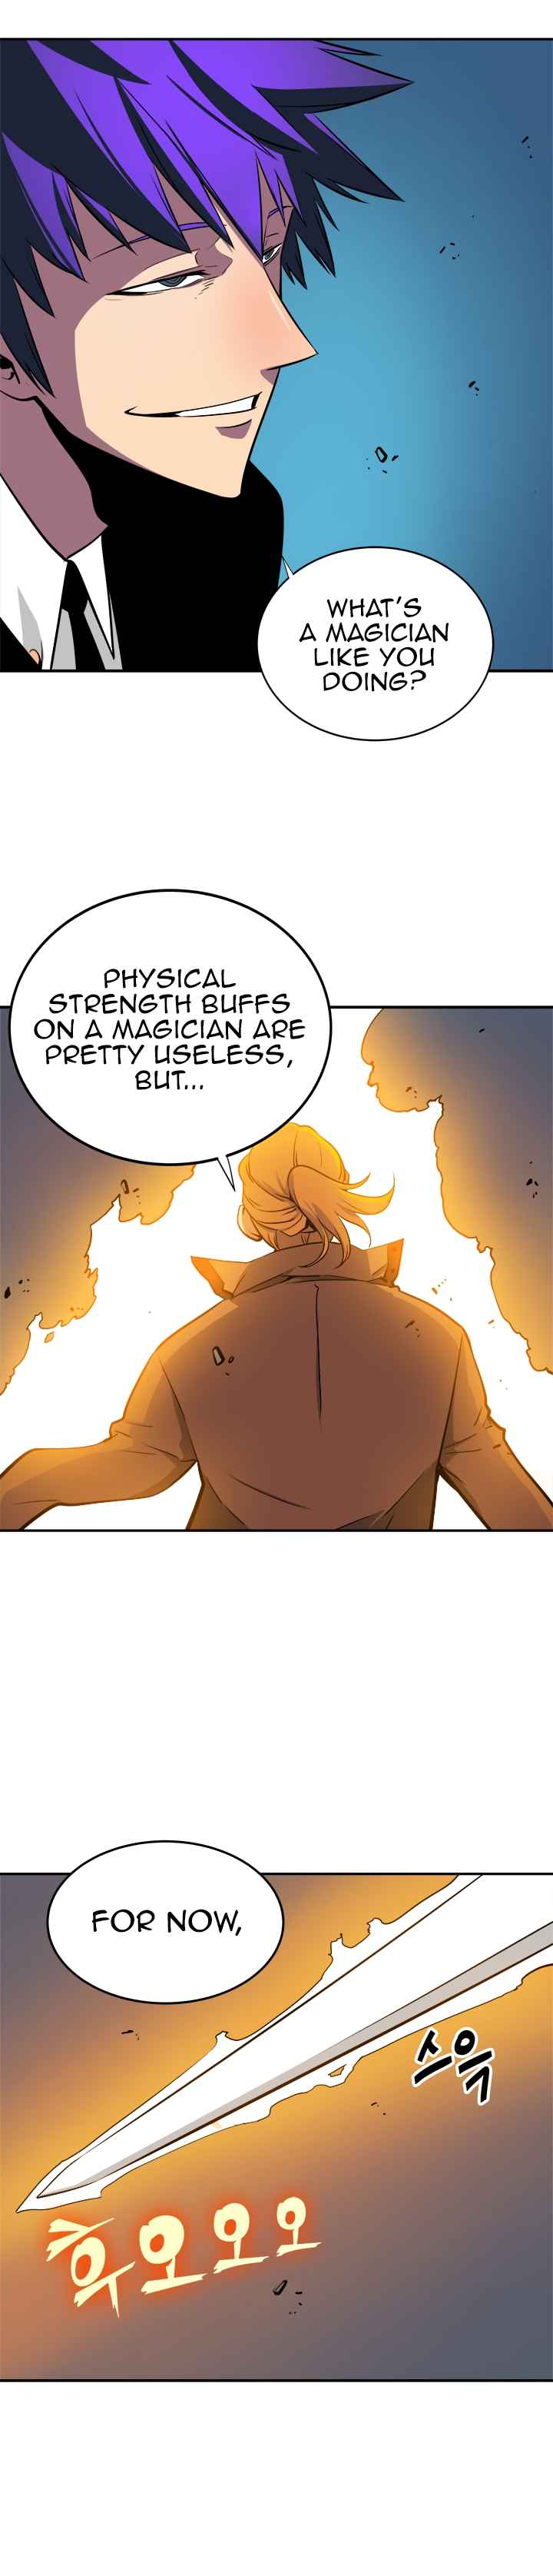 WHAT'S
A MAGICIAN
LIKE YOU
DOING?
PHYSICAL
STRENGTH BUFFS
ON A MAGICIAN ARE
PRETTY USELESS,
BUT...
FOR NOW,
스윽
후오오오